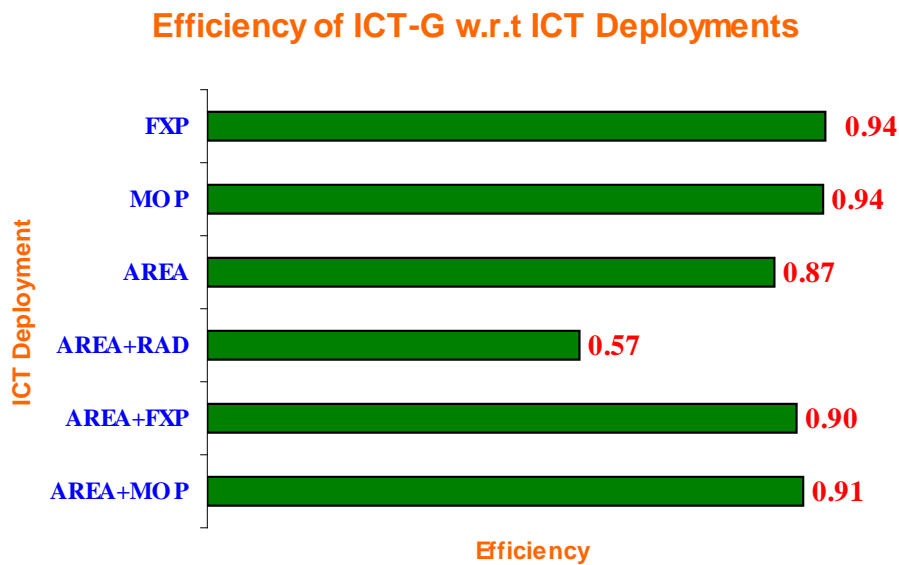 Efficiency of ICT-G w.r.t ICT Deployments
FXP 0.94
MOP 0.94
AREA 0.87
AREA+RAD 0.57
AREA+FXP 0.90
AREA+MOP 0.91
ICT Deployment
Efficiency